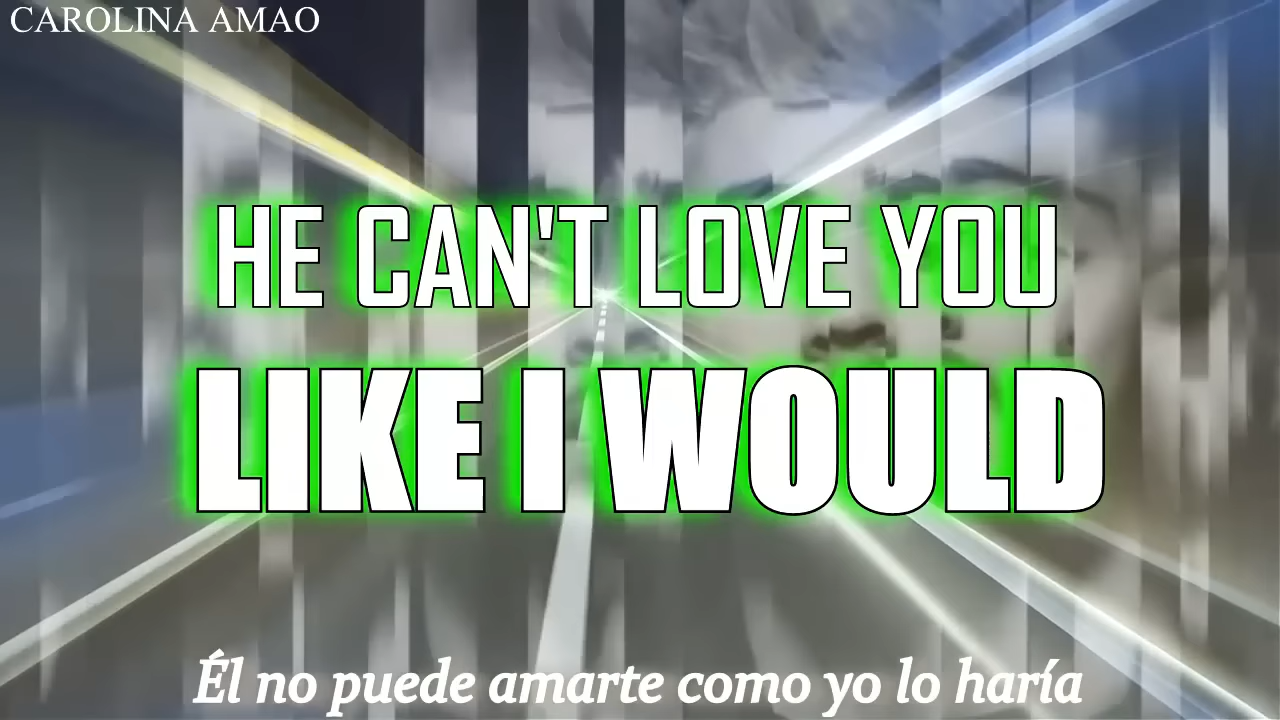 CAROLINA AMAO
HE CAN'T LOVE YOU
LIKE I WOULD
Él no puede amarte como yo lo haría